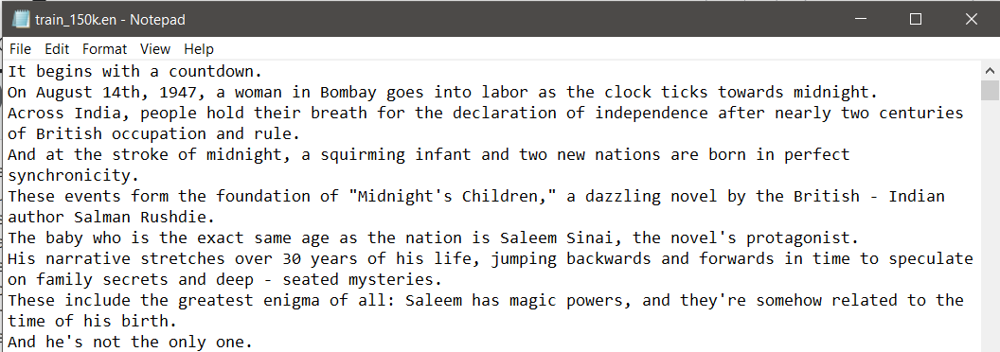 train_150k.en - Notepad
File Edit Format View Help
It begins with a countdown.
On August 14th, 1947, a woman in Bombay goes into labor as the clock ticks towards midnight.
Across India, people hold their breath for the declaration of independence after nearly two centuries
of British occupation and rule.
And at the stroke of midnight, a squirming infant and two new nations are born in perfect
synchronicity.
These events form the foundation of "Midnight's Children," a dazzling novel by the British - Indian
author Salman Rushdie.
The baby who is the exact same age as the nation is Saleem Sinai, the novel's protagonist.
His narrative stretches over 30 years of his life, jumping backwards and forwards in time to speculate
on family secrets and deep - seated mysteries.
These include the greatest enigma of all: Saleem has magic powers, and they're somehow related to the
time of his birth.
And he's not the only one.